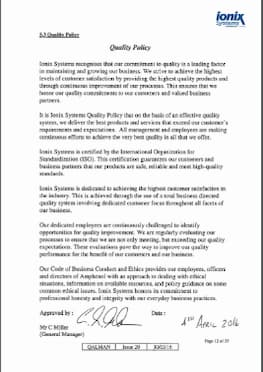 ionix
Systems
5.3 Quality Policy
Quality Policy
Ionix Systems recognises that our commitment to quality is a leading factor
in maintaining and growing our business. We strive to achieve the highest
levels of customer satisfaction by providing the highest quality products and
through continuous improvement of our processes. This ensures that we
honor our quality commitments to our customers and valued business
partners.
It is Ionix Systems Quality Policy that on the basis of an effective quality
system, we deliver the best products and services that exceed our customer's
requirements and expectations. All management and employees are making
continuous efforts to achieve the very best quality in all that we offer.
Ionix Systems is certified by the International Organization for
Standardization (ISO). This certification guarantees our customers and
business partners that our products are safe, reliable and meet high-quality
standards.
Ionix Systems is dedicated to achieving the highest customer satisfaction in
the industry. This is achieved through the use of a total business directed
quality system involving dedicated customer focus throughout all facets of
our business.
Our dedicated employees are continuously challenged to identify
opportunities for quality improvement. We are regularly evaluating our
processes to ensure that we are not only meeting, but exceeding our quality
expectations. These evaluations pave the way to improve our quality
performance for the benefit of our customers and our business.
Our Code of Business Conduct and Ethics provides our employees, officers
and directors of Amphenol with an approach to dealing with ethical
situations, information on available resources, and policy guidance on some
common ethical issues. Ionix Systems honors its commitment to
professional honesty and integrity with our everyday business practices.
Approved by : Date : 1st APRIL 2016
Mr C Miller
(General Manager)
Page 12 of
QALMAN Issue 20